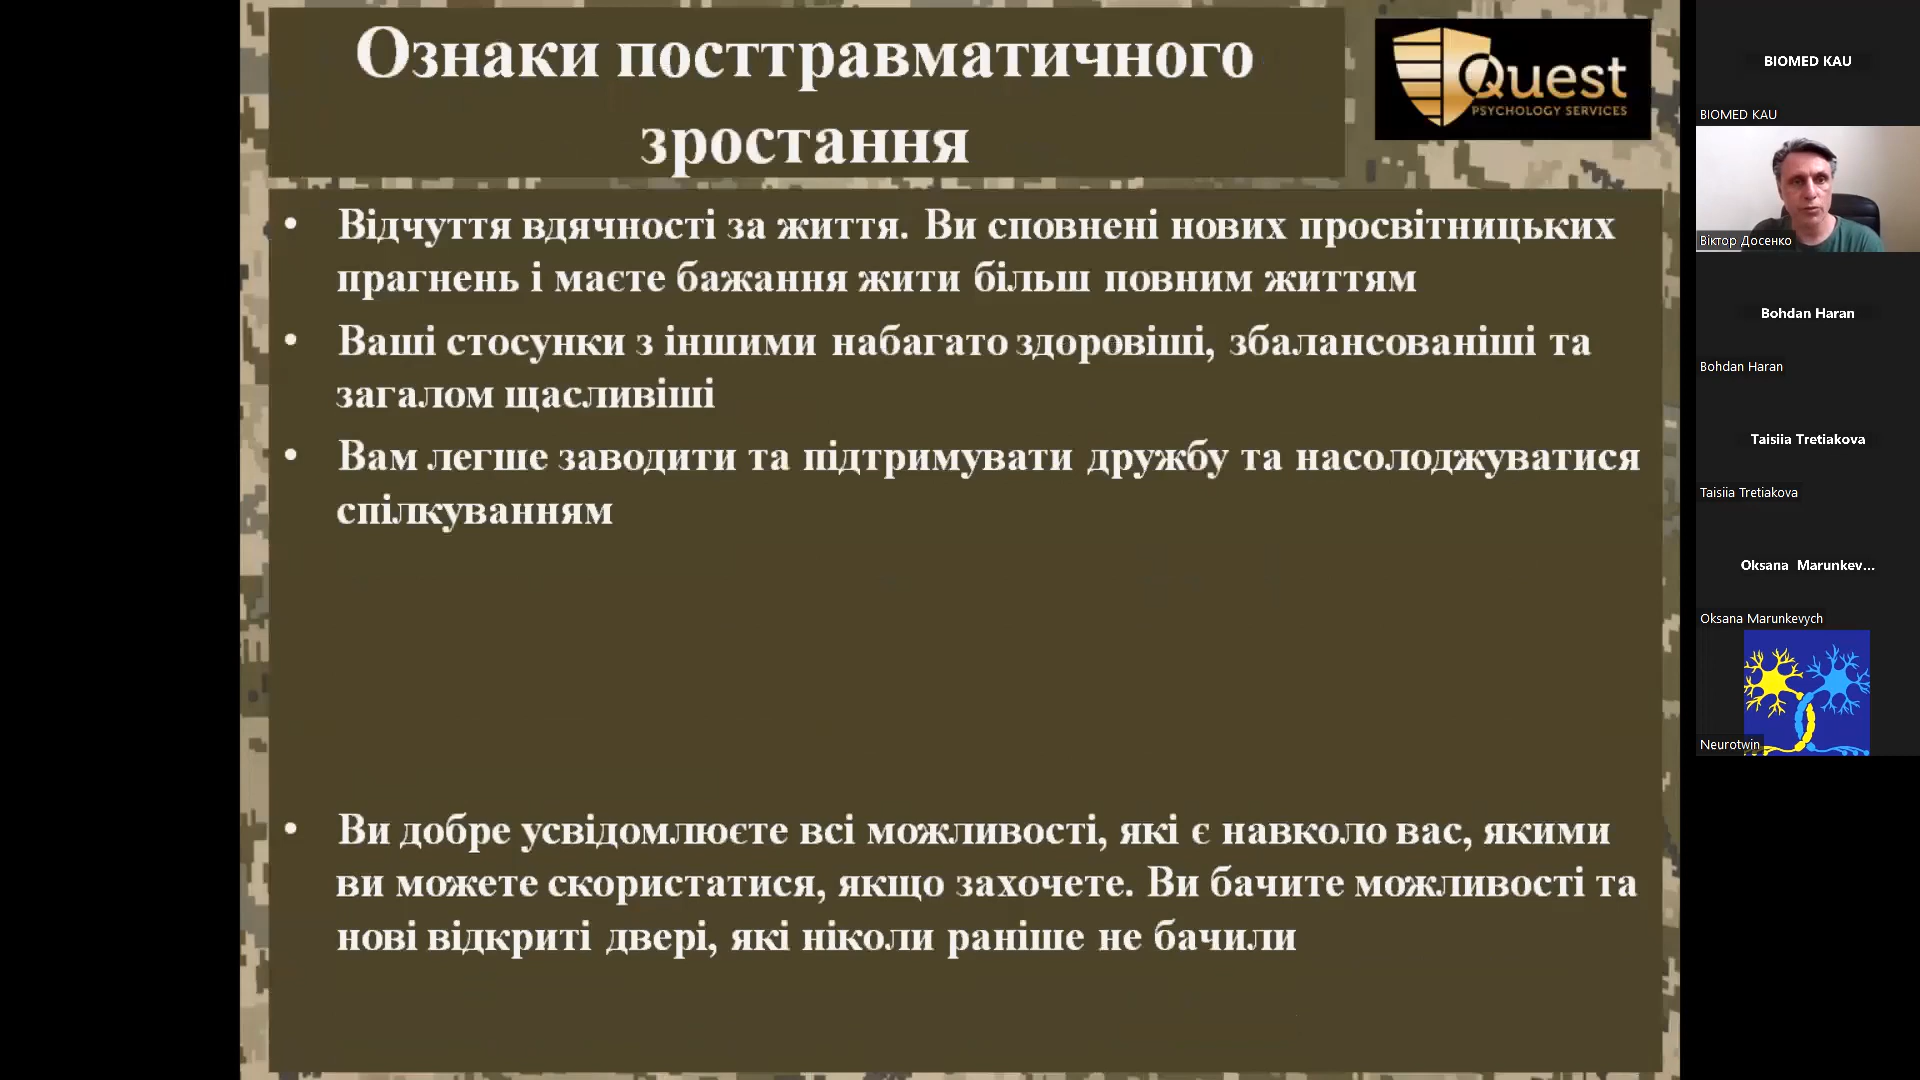 Ознаки посттравматичного
зростання
Quest
PSYCHOLOGY SERVICES
• Відчуття вдячності за життя. Ви сповнені нових просвітницьких
прагнень і маєте бажання жити більш повним життям
• Ваші стосунки з іншими набагато здоровіші, збалансованіші та
загалом щасливіші
• Вам легше заводити та підтримувати дружбу та насолоджуватися
спілкуванням
• Ви добре усвідомлюєте всі можливості, які є навколо вас, якими
ви можете скористатися, якщо захочете. Ви бачите можливості та
нові відкриті двері, які ніколи раніше не бачили
BIOMED KAU
BIOMED KAU
Віктор Досенко
Bohdan Haran
Bohdan Haran
Taisiia Tretiakova
Taisiia Tretiakova
Oksana Marunkev...
Oksana Marunkevych
Neurotwin